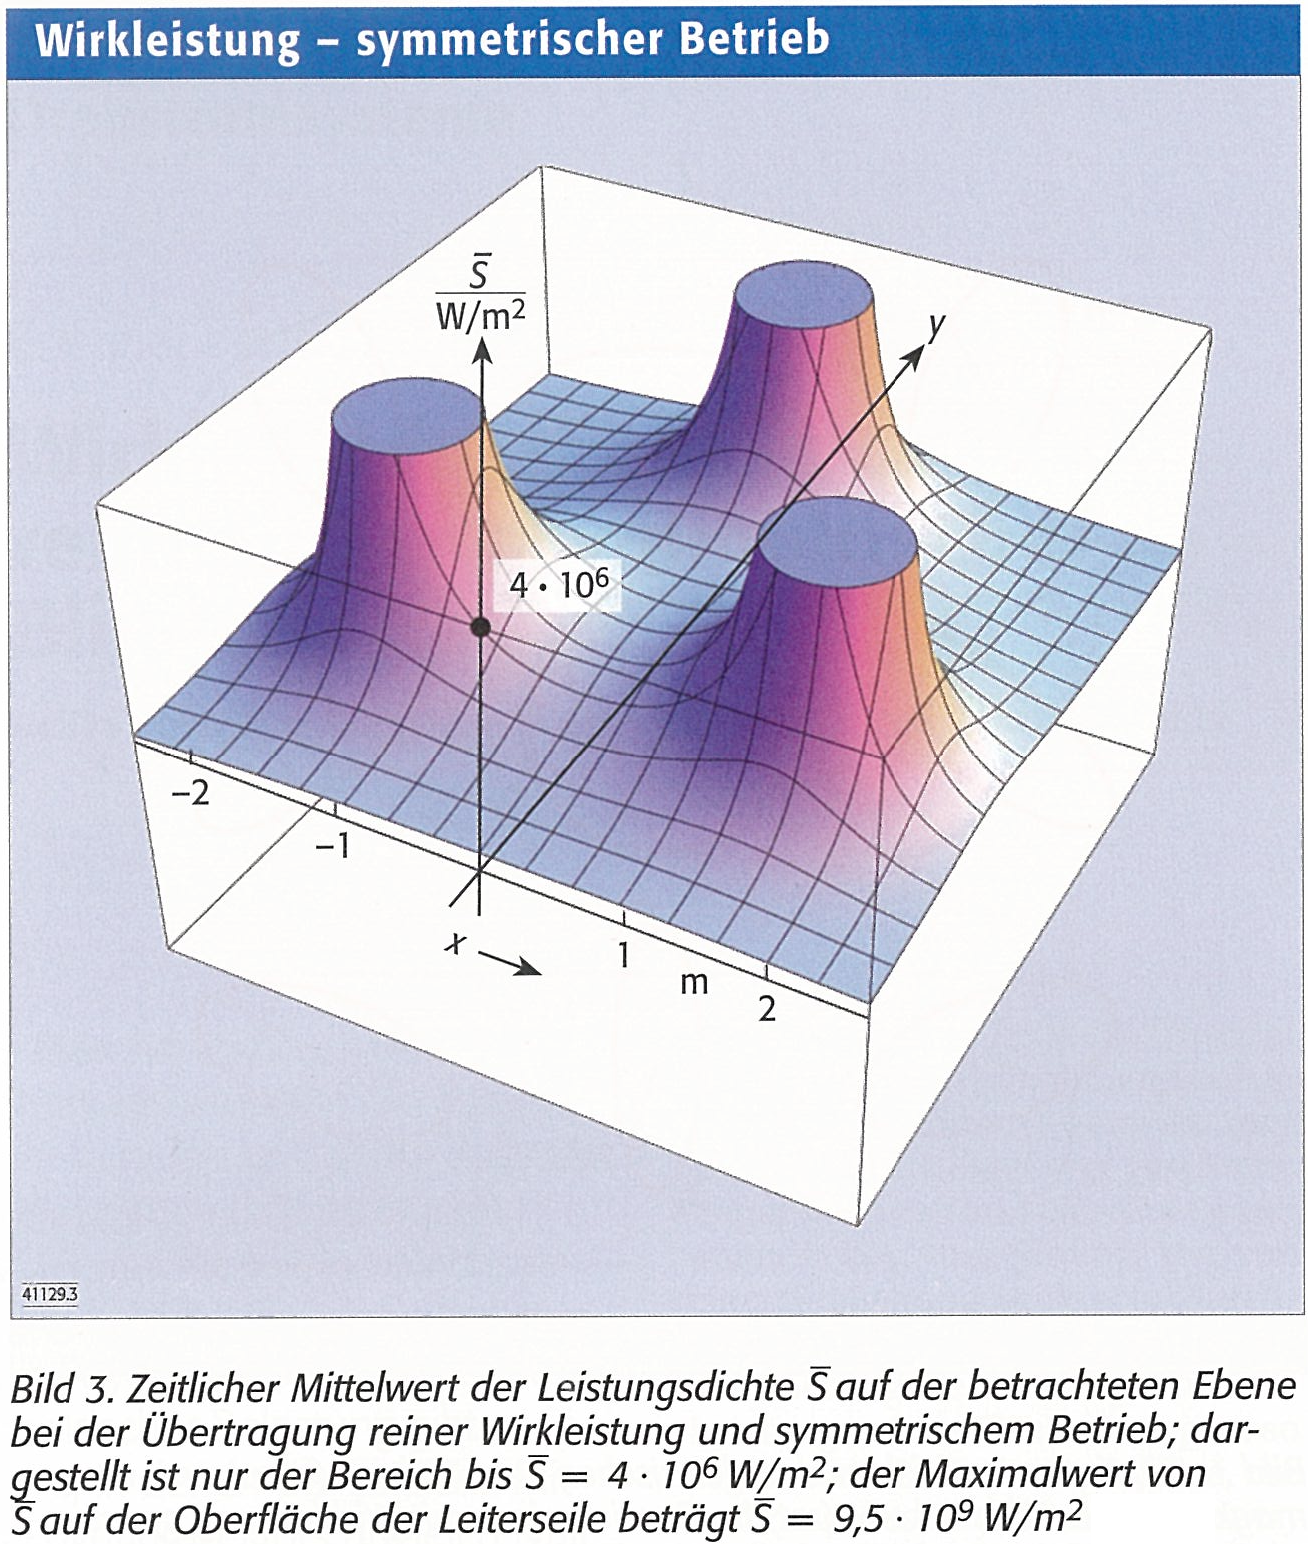 Wirkleistung – symmetrischer Betrieb
S̅
W/m²
y
4 · 10⁶
–2
–1
x
1
m
2
41129.3
Bild 3. Zeitlicher Mittelwert der Leistungsdichte S̅ auf der betrachteten Ebene
bei der Übertragung reiner Wirkleistung und symmetrischem Betrieb; dar-
gestellt ist nur der Bereich bis S̅ = 4 · 10⁶ W/m²; der Maximalwert von
S̅ auf der Oberfläche der Leiterseile beträgt S̅ = 9,5 · 10⁹ W/m²